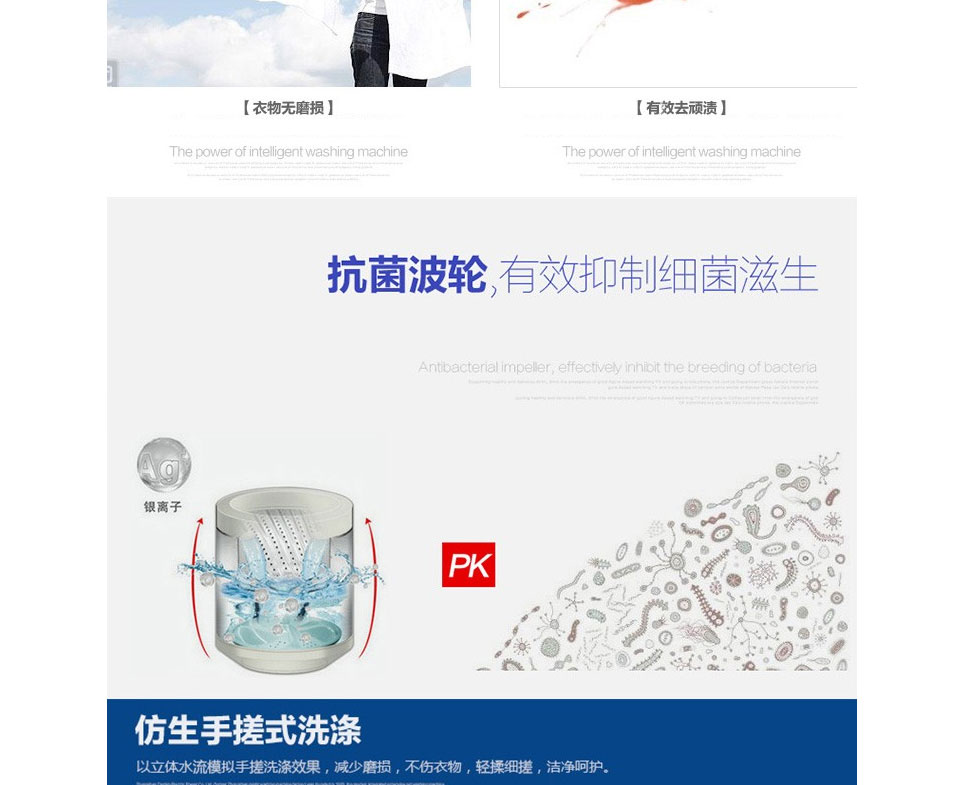 【衣物无磨损】
【有效去顽渍】
The power of intelligent washing machine
The power of intelligent washing machine
抗菌波轮,有效抑制细菌滋生
Antibacterial impeller, effectively inhibit the breeding of bacteria
Ag
银离子
PK
仿生手搓式洗涤
以立体水流模拟手搓洗涤效果，减少磨损，不伤衣物，轻揉细搓，洁净呵护。